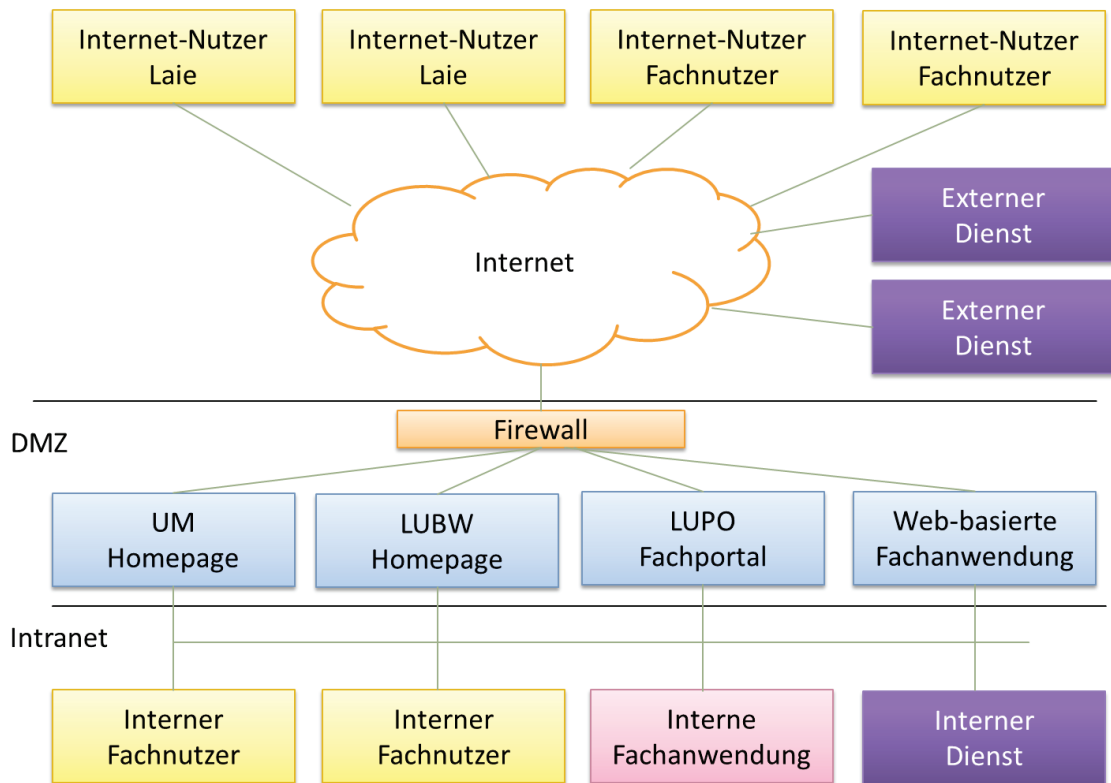 Internet-Nutzer
Laie
Internet-Nutzer
Laie
Internet-Nutzer
Fachnutzer
Internet-Nutzer
Fachnutzer
Externer
Dienst
Internet
Externer
Dienst
Firewall
DMZ
UM
Homepage
LUBW
Homepage
LUPO
Fachportal
Web-basierte
Fachanwendung
Intranet
Interner
Fachnutzer
Interner
Fachnutzer
Interne
Fachanwendung
Interner
Dienst